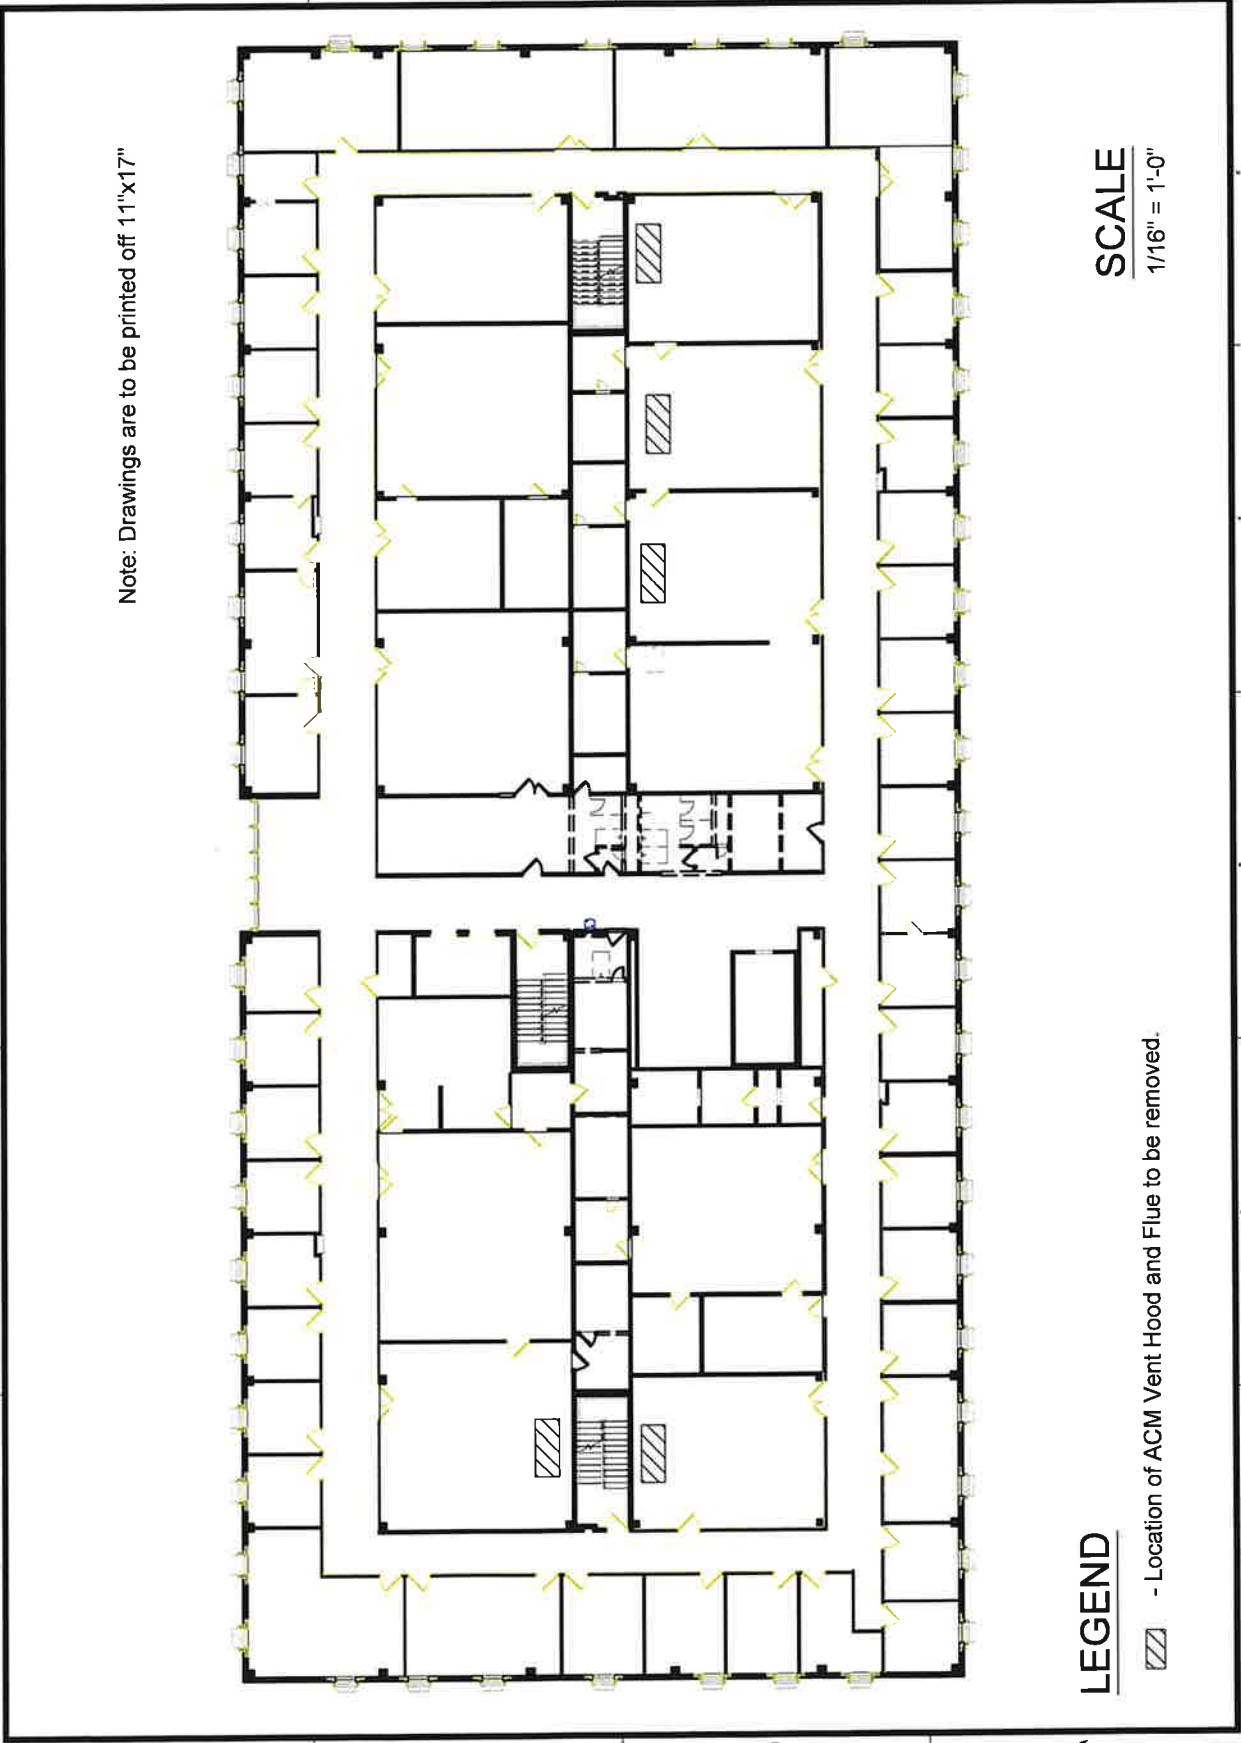 Note: Drawings are to be printed off 11"x17"
LEGEND
- Location of ACM Vent Hood and Flue to be removed.
SCALE
1/16" = 1'-0"